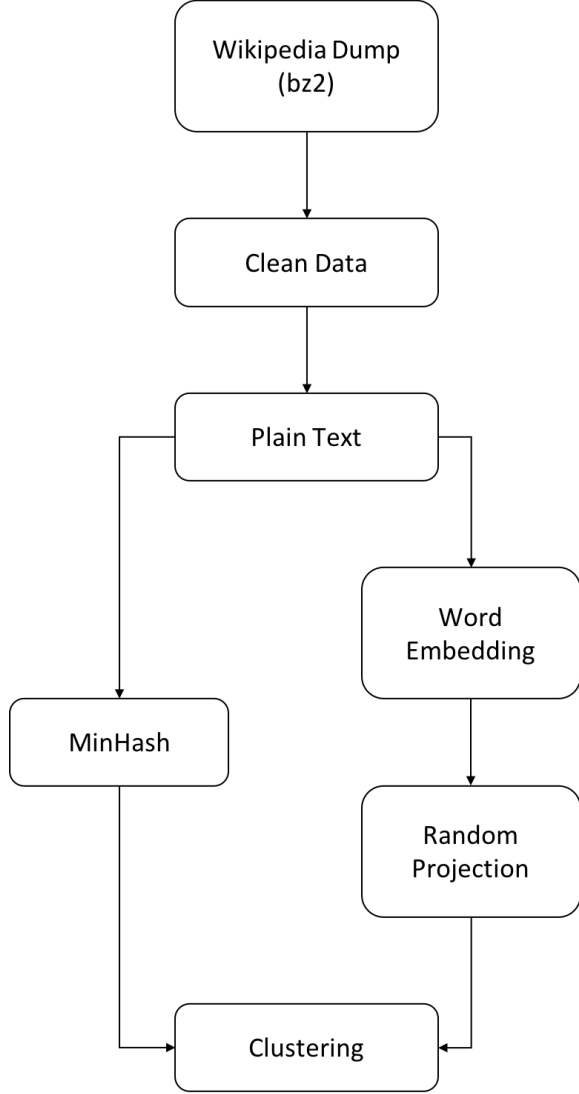 Wikipedia Dump
(bz2)
Clean Data
Plain Text
Word
Embedding
MinHash
Random
Projection
Clustering